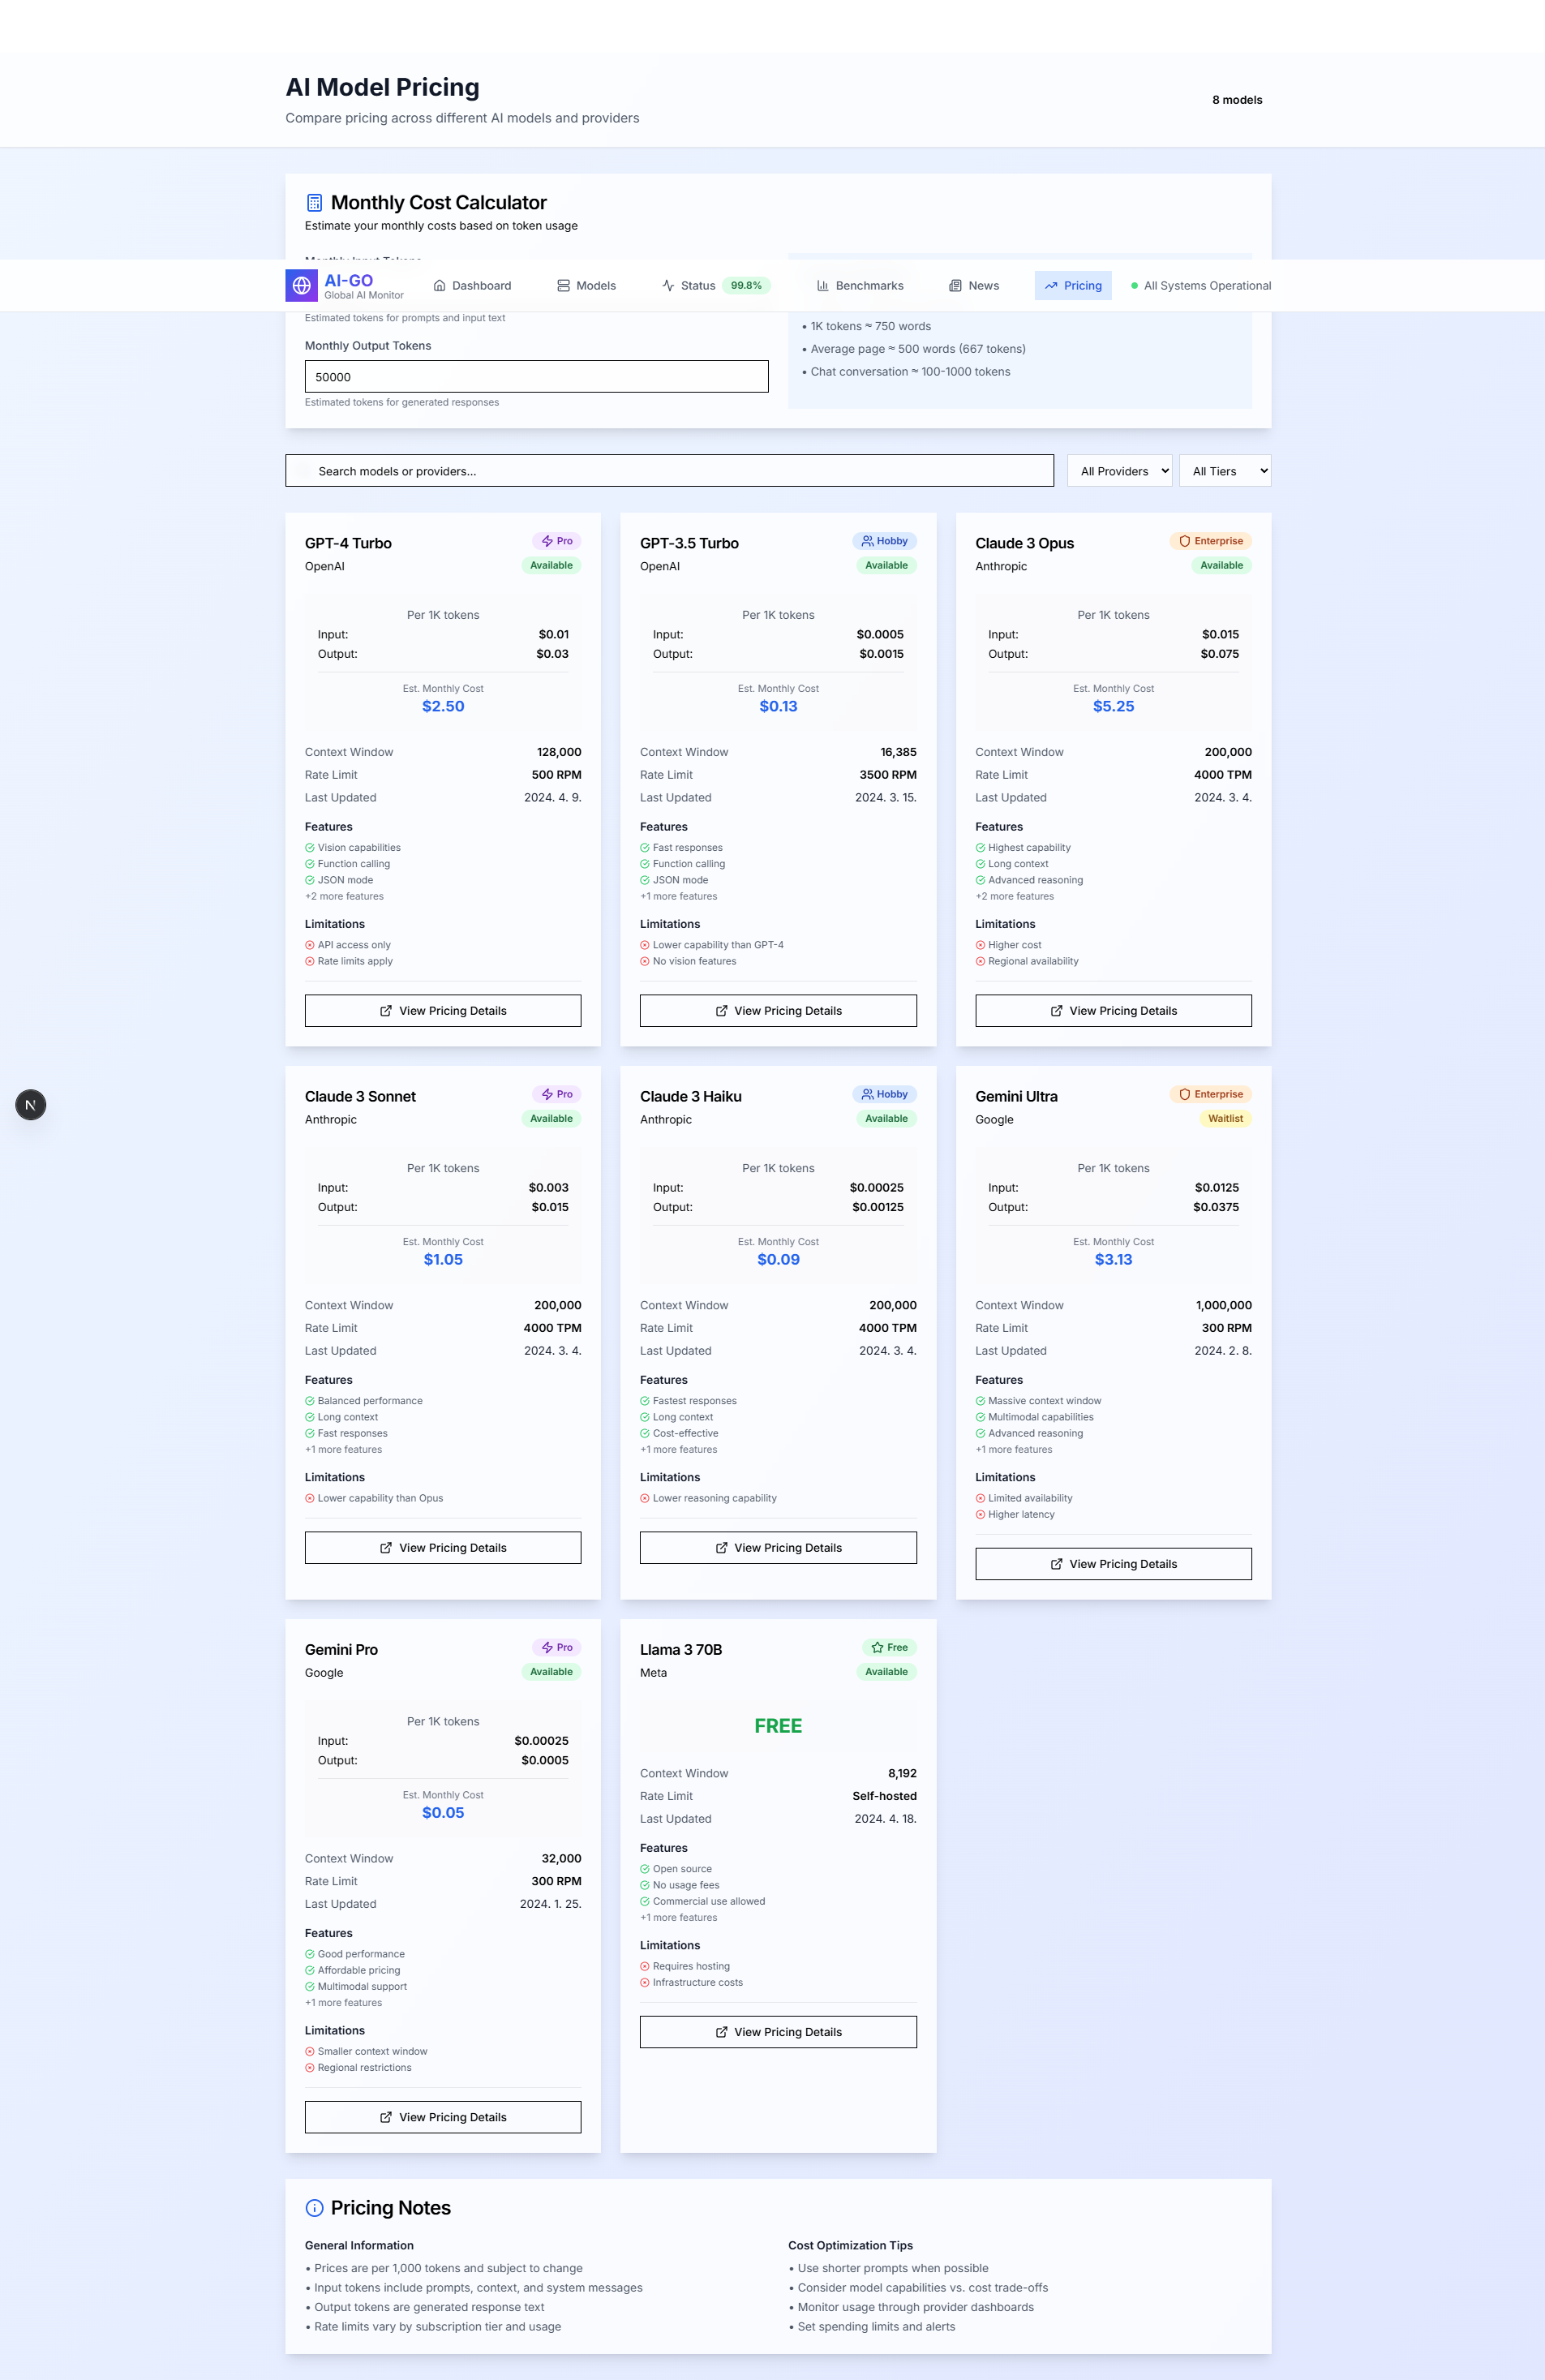 AI Model Pricing
Compare pricing across different AI models and providers
8 models
Monthly Cost Calculator
Estimate your monthly costs based on token usage
Monthly Input Tokens
AI-GO
Global AI Monitor
Dashboard
Models
Status 99.8%
Benchmarks
News
Pricing
All Systems Operational
Estimated tokens for prompts and input text
Monthly Output Tokens
50000
Estimated tokens for generated responses
• 1K tokens ≈ 750 words
• Average page ≈ 500 words (667 tokens)
• Chat conversation ≈ 100-1000 tokens
Search models or providers...
All Providers
All Tiers
GPT-4 Turbo
Pro
OpenAI
Available
Per 1K tokens
Input: $0.01
Output: $0.03
Est. Monthly Cost
$2.50
Context Window 128,000
Rate Limit 500 RPM
Last Updated 2024. 4. 9.
Features
Vision capabilities
Function calling
JSON mode
+2 more features
Limitations
API access only
Rate limits apply
View Pricing Details
GPT-3.5 Turbo
Hobby
OpenAI
Available
Per 1K tokens
Input: $0.0005
Output: $0.0015
Est. Monthly Cost
$0.13
Context Window 16,385
Rate Limit 3500 RPM
Last Updated 2024. 3. 15.
Features
Fast responses
Function calling
JSON mode
+1 more features
Limitations
Lower capability than GPT-4
No vision features
View Pricing Details
Claude 3 Opus
Enterprise
Anthropic
Available
Per 1K tokens
Input: $0.015
Output: $0.075
Est. Monthly Cost
$5.25
Context Window 200,000
Rate Limit 4000 TPM
Last Updated 2024. 3. 4.
Features
Highest capability
Long context
Advanced reasoning
+2 more features
Limitations
Higher cost
Regional availability
View Pricing Details
N
Claude 3 Sonnet
Pro
Anthropic
Available
Per 1K tokens
Input: $0.003
Output: $0.015
Est. Monthly Cost
$1.05
Context Window 200,000
Rate Limit 4000 TPM
Last Updated 2024. 3. 4.
Features
Balanced performance
Long context
Fast responses
+1 more features
Limitations
Lower capability than Opus
View Pricing Details
Claude 3 Haiku
Hobby
Anthropic
Available
Per 1K tokens
Input: $0.00025
Output: $0.00125
Est. Monthly Cost
$0.09
Context Window 200,000
Rate Limit 4000 TPM
Last Updated 2024. 3. 4.
Features
Fastest responses
Long context
Cost-effective
+1 more features
Limitations
Lower reasoning capability
View Pricing Details
Gemini Ultra
Enterprise
Google
Waitlist
Per 1K tokens
Input: $0.0125
Output: $0.0375
Est. Monthly Cost
$3.13
Context Window 1,000,000
Rate Limit 300 RPM
Last Updated 2024. 2. 8.
Features
Massive context window
Multimodal capabilities
Advanced reasoning
+1 more features
Limitations
Limited availability
Higher latency
View Pricing Details
Gemini Pro
Pro
Google
Available
Per 1K tokens
Input: $0.00025
Output: $0.0005
Est. Monthly Cost
$0.05
Context Window 32,000
Rate Limit 300 RPM
Last Updated 2024. 1. 25.
Features
Good performance
Affordable pricing
Multimodal support
+1 more features
Limitations
Smaller context window
Regional restrictions
View Pricing Details
Llama 3 70B
Free
Meta
Available
FREE
Context Window 8,192
Rate Limit Self-hosted
Last Updated 2024. 4. 18.
Features
Open source
No usage fees
Commercial use allowed
+1 more features
Limitations
Requires hosting
Infrastructure costs
View Pricing Details
Pricing Notes
General Information
• Prices are per 1,000 tokens and subject to change
• Input tokens include prompts, context, and system messages
• Output tokens are generated response text
• Rate limits vary by subscription tier and usage
Cost Optimization Tips
• Use shorter prompts when possible
• Consider model capabilities vs. cost trade-offs
• Monitor usage through provider dashboards
• Set spending limits and alerts